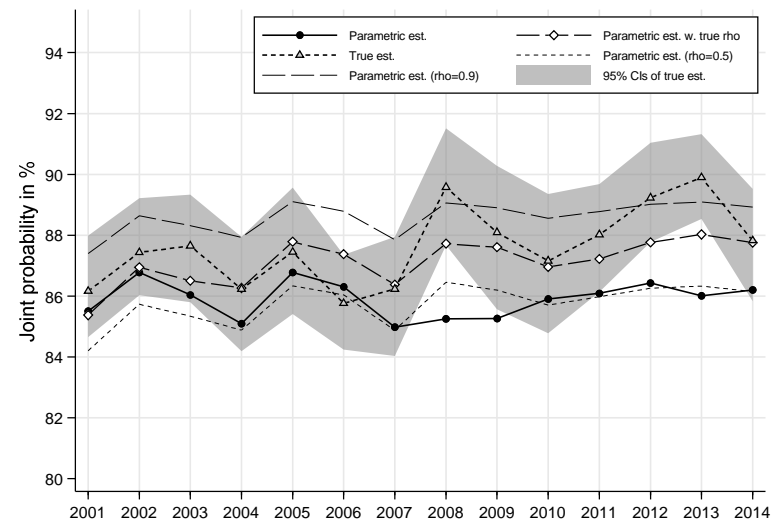 Parametric est.
Parametric est. w. true rho
True est.
Parametric est. (rho=0.5)
Parametric est. (rho=0.9)
95% CIs of true est.
Joint probability in %
94
92
90
88
86
84
82
80
2001 2002 2003 2004 2005 2006 2007 2008 2009 2010 2011 2012 2013 2014